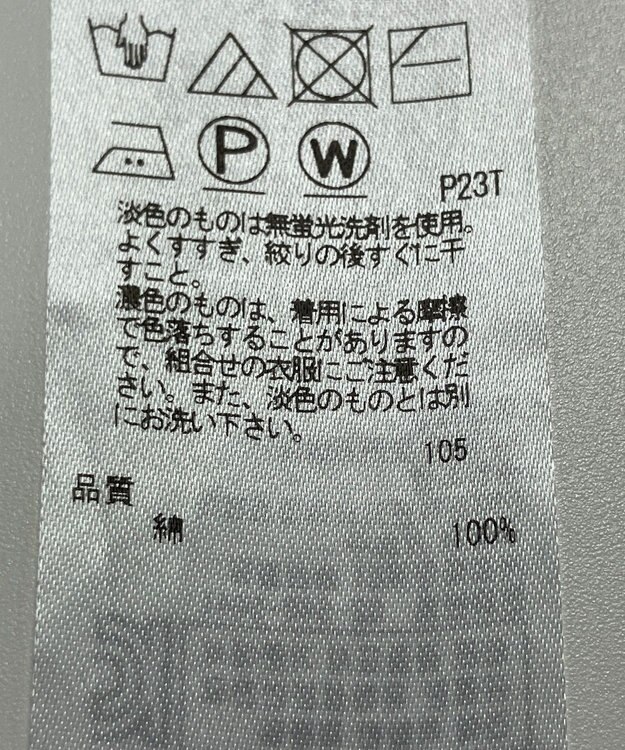 P W
P23T
淡色のものは無蛍光洗剤を使用。
よくすすぎ、絞りの後すぐに干
すこと。
濃色のものは、着用による摩擦
で色落ちすることがありますの
で、組合せの衣服にご注意くだ
さい。また、淡色のものとは別
にお洗い下さい。
105
品質
綿 100%